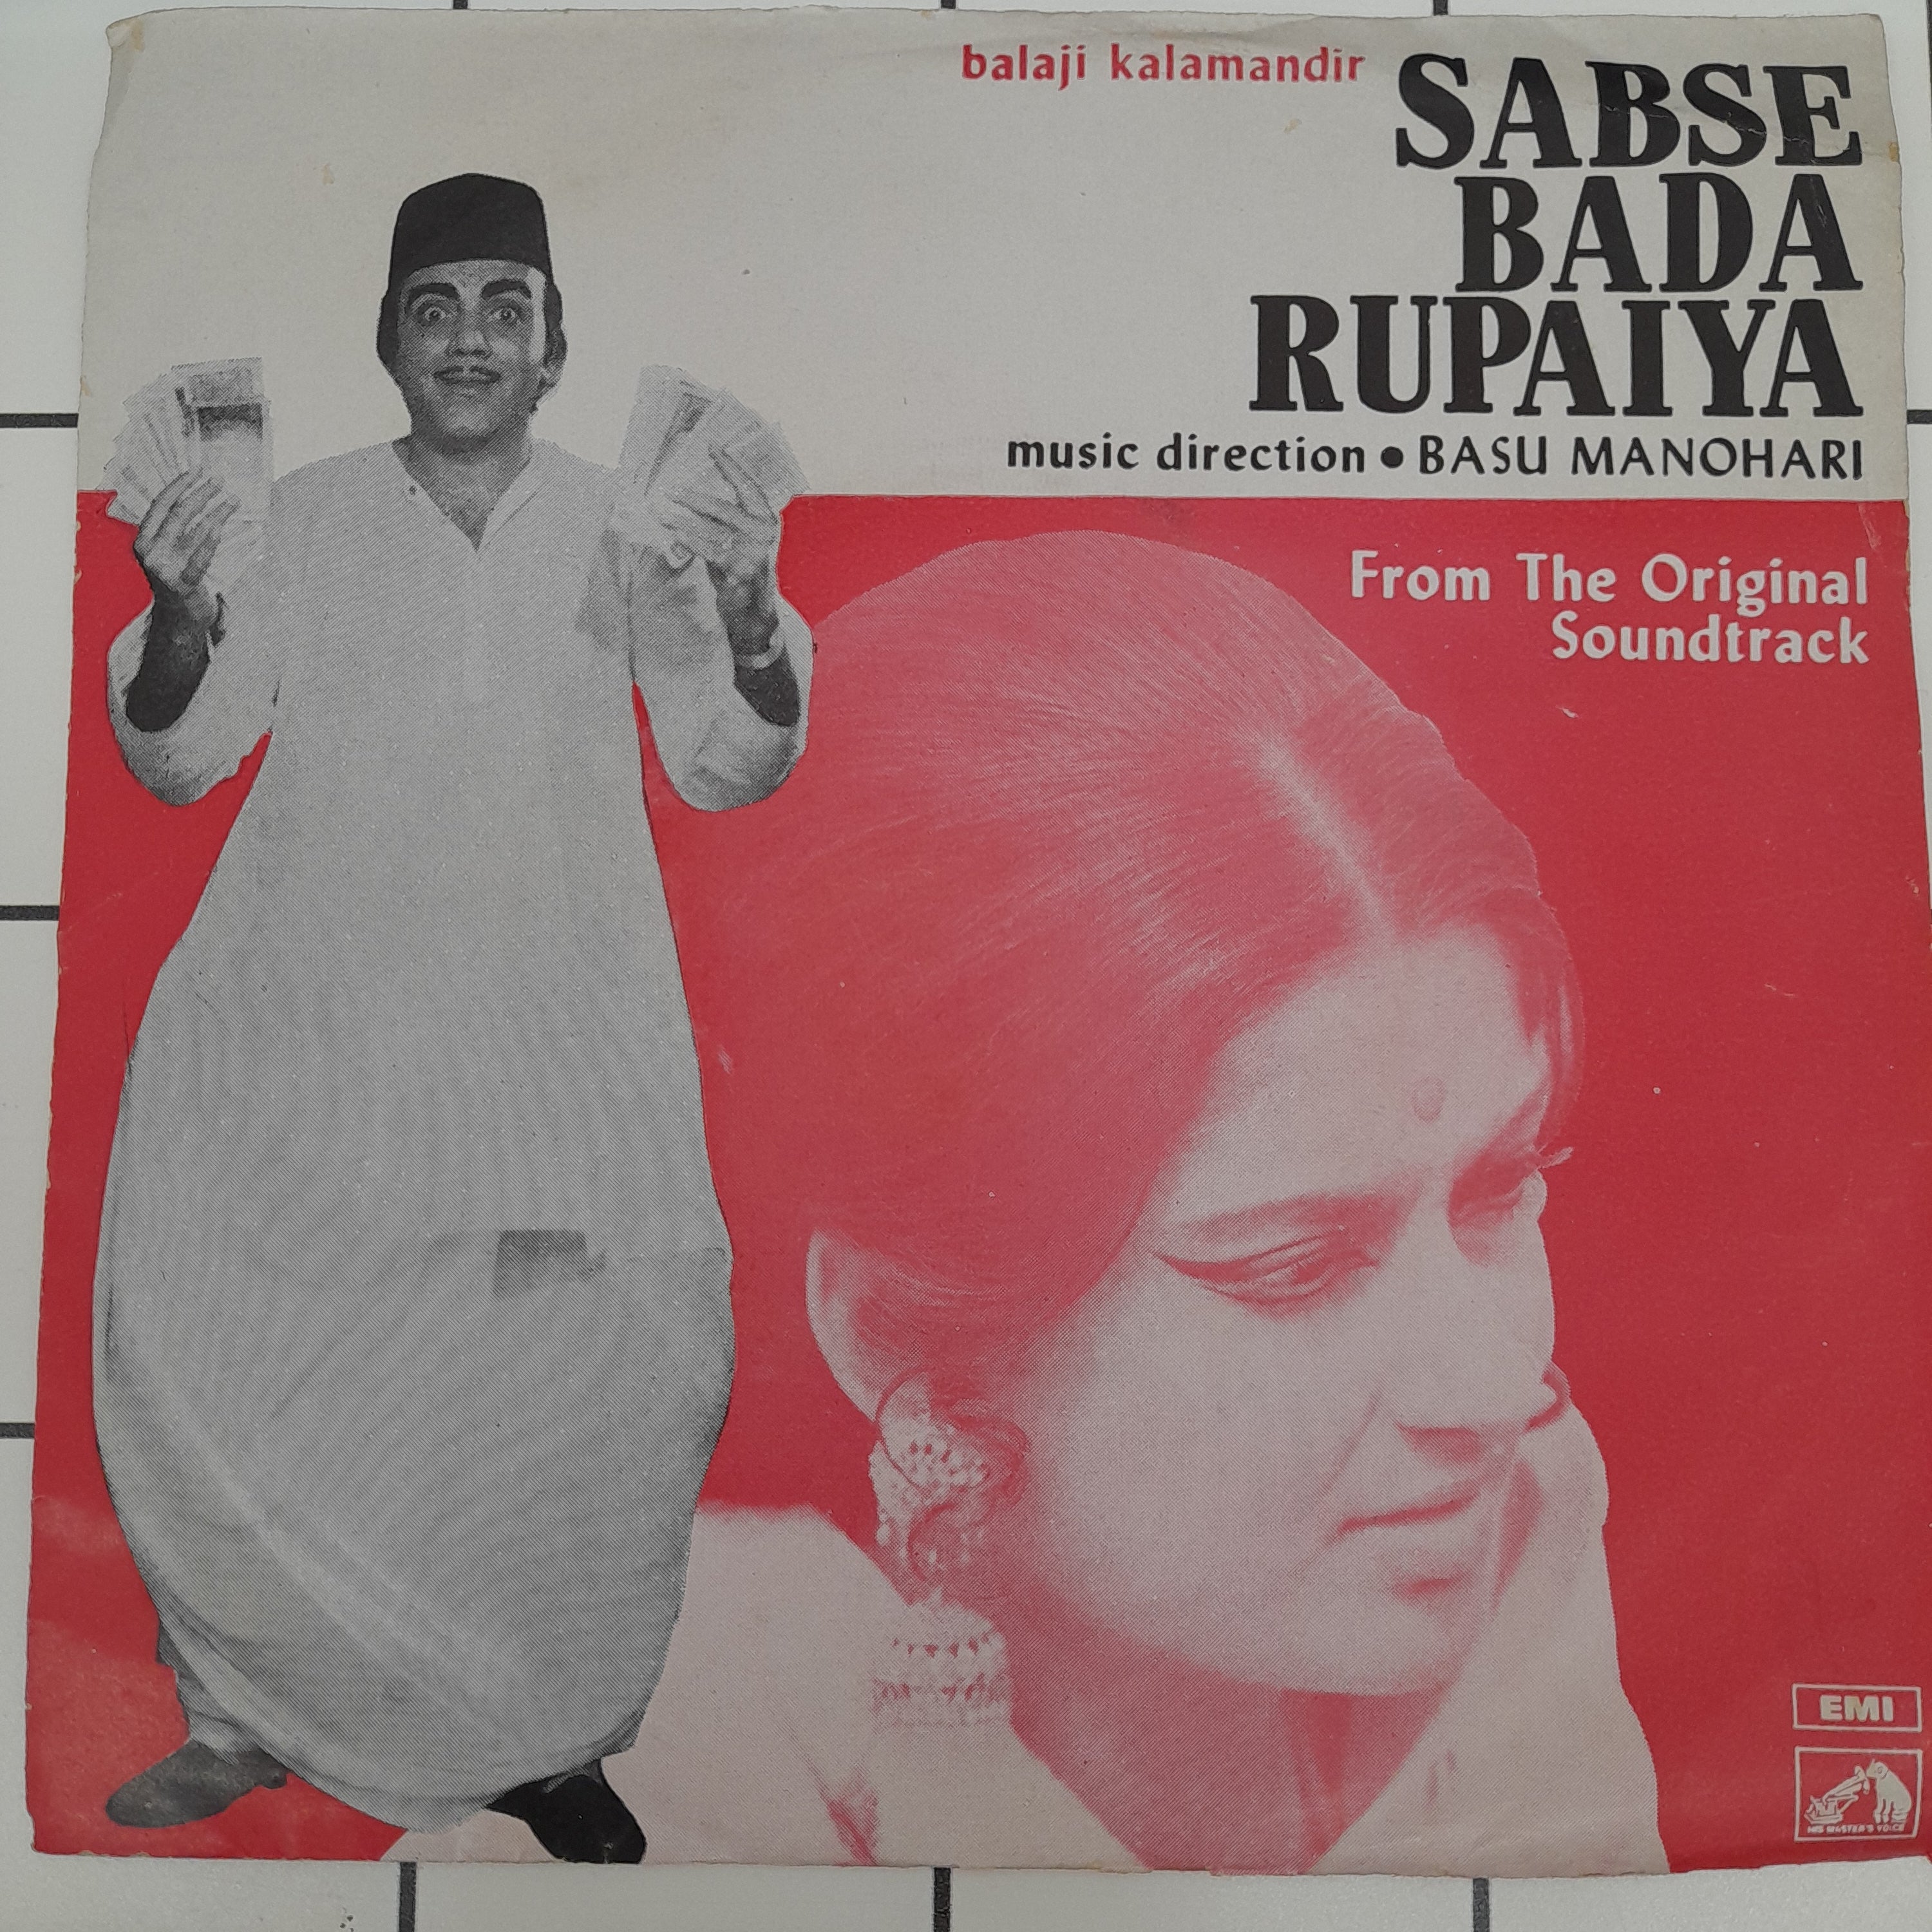 balaji kalamandir
SABSE
BADA
RUPAIYA
music direction • BASU MANOHARI
From The Original
Soundtrack
EMI
HIS MASTER'S VOICE